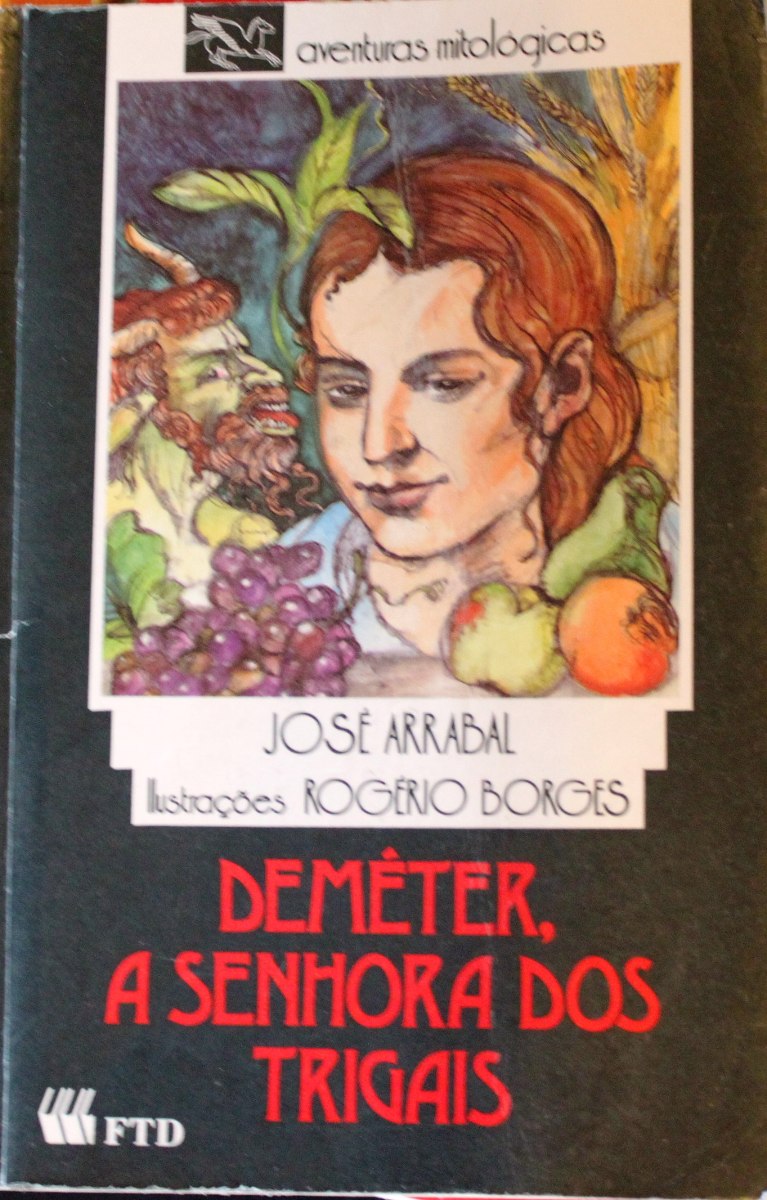 aventuras mitológicas
JOSÉ ARRABAL
Ilustrações ROGÉRIO BORGES
DEMÉTER,
A SENHORA DOS
TRIGAIS
FTD